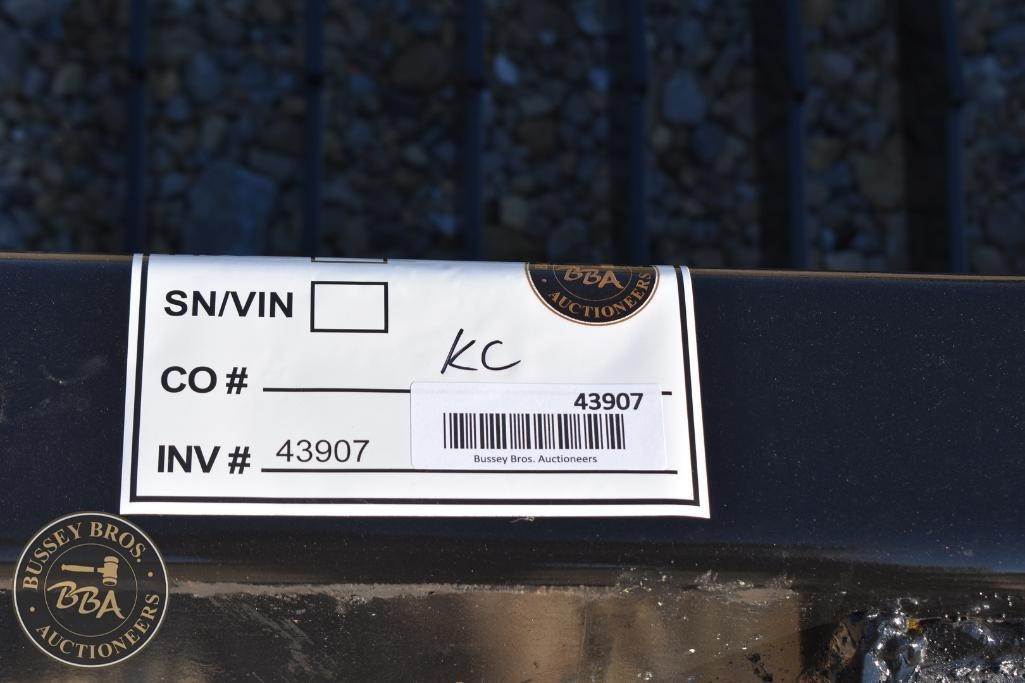 BBA
AUCTIONEERS
SN/VIN
KC
CO #
43907
INV # 43907
Bussey Bros. Auctioneers
BUSSEY BROS.
BBA
AUCTIONEERS